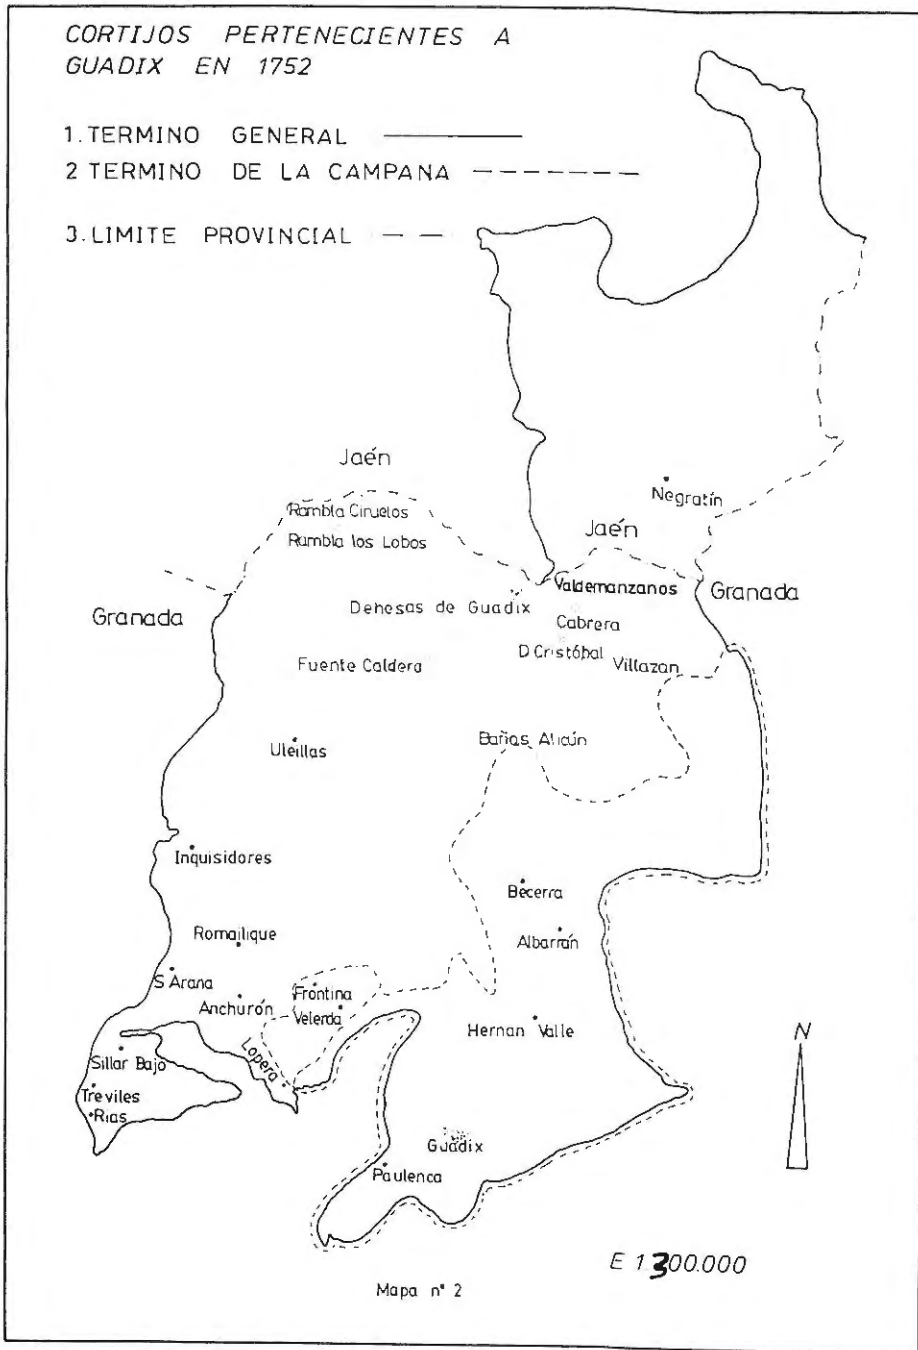 CORTIJOS PERTENECIENTES A
GUADIX EN 1752
1. TERMINO GENERAL
2 TERMINO DE LA CAMPANA
3. LIMITE PROVINCIAL
Jaén
Negratín
Rambla Ciruelos
Jaén
Rambla los Lobos
Valdemanzanos
Granada
Dehesas de Guadix
Granada
Cabrera
D Cristóbal
Villazan
Fuente Caldera
Uleilas
Baños Alicún
Inquisidores
Becerra
Romailique
Albarrán
S Arana
Frontina
Anchurón
Velerda
Hernan Valle
N
Lopera
Sillar Bajo
Treviles
Rias
Guadix
Paulenca
E 1.300.000
Mapa n° 2